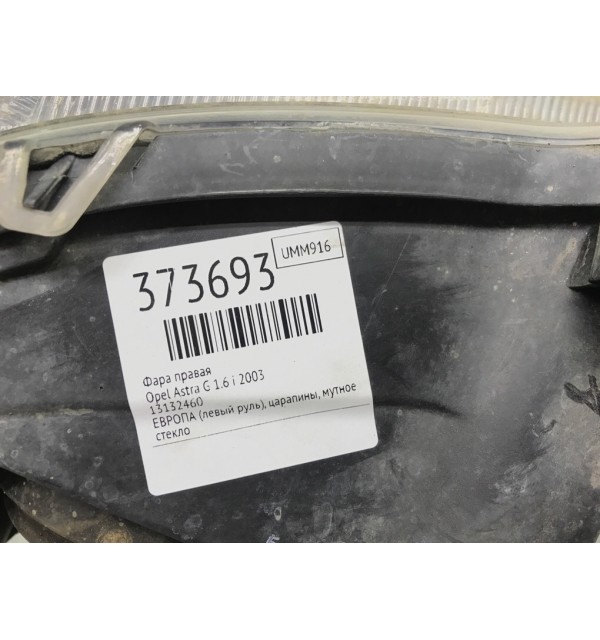 373693
UMM916
Фара правая
Opel Astra G 1.6 i 2003
13132460
ЕВРОПА (левый руль), царапины, мутное
стекло